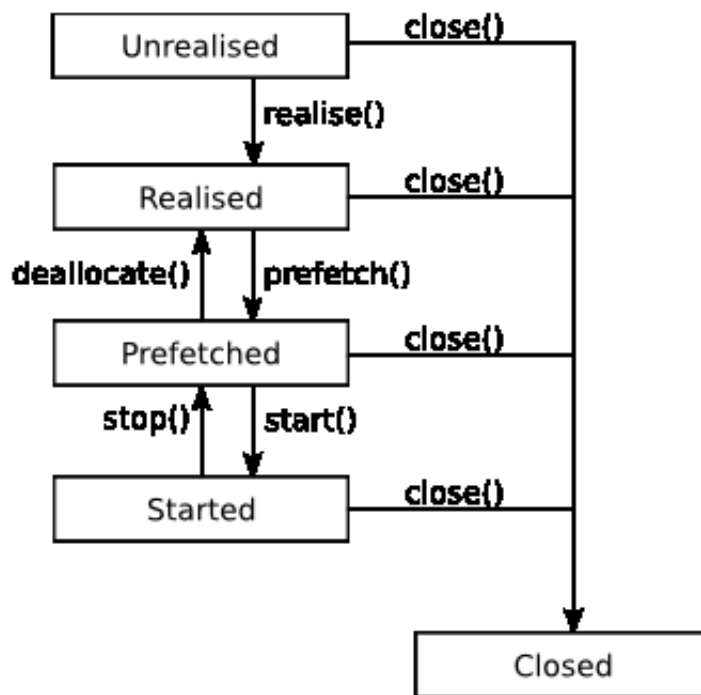 Unrealised
close()
realise()
Realised
close()
deallocate()
prefetch()
Prefetched
close()
stop()
start()
Started
close()
Closed